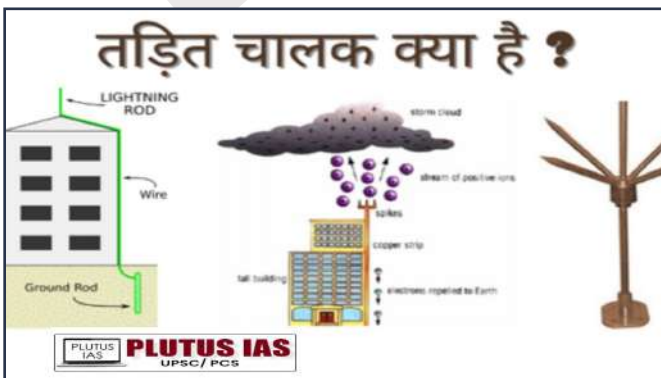 तड़ित चालक क्या है ?
LIGHTNING
ROD
Wire
Ground Rod
storm cloud
stream of positive ions
spikes
copper strip
tall building
electrons repelled to Earth
PLUTUS
IAS
PLUTUS IAS
UPSC/ PCS